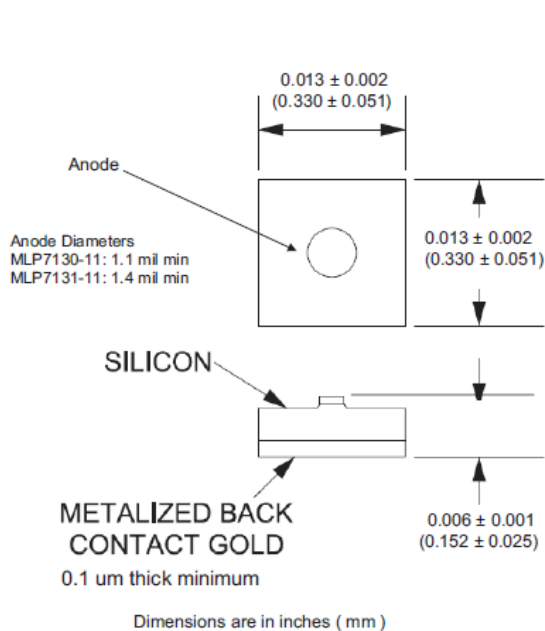 0.013 ± 0.002
(0.330 ± 0.051)
Anode
Anode Diameters
MLP7130-11: 1.1 mil min
MLP7131-11: 1.4 mil min
0.013 ± 0.002
(0.330 ± 0.051)
SILICON
METALIZED BACK
CONTACT GOLD
0.1 um thick minimum
0.006 ± 0.001
(0.152 ± 0.025)
Dimensions are in inches ( mm )